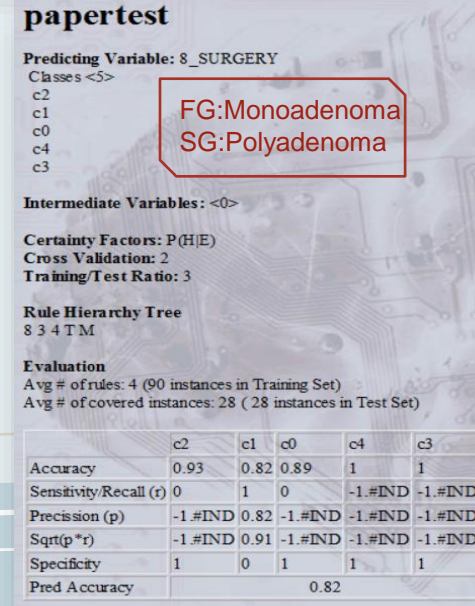 papertest
Predicting Variable: 8_SURGERY
Classes <5>
c2
c1
c0
c4
c3
FG:Monoadenoma
SG:Polyadenoma
Intermediate Variables: <0>
Certainty Factors: P(H|E)
Cross Validation: 2
Training/Test Ratio: 3
Rule Hierarchy Tree
8 3 4 T M
Evaluation
Avg # of rules: 4 (90 instances in Training Set)
Avg # of covered instances: 28 ( 28 instances in Test Set)
c2 c1 c0 c4 c3
Accuracy 0.93 0.82 0.89 1 1
Sensitivity/Recall (r) 0 1 0 -1.#IND -1.#IND
Precission (p) -1.#IND 0.82 -1.#IND -1.#IND -1.#IND
Sqrt(p*r) -1.#IND 0.91 -1.#IND -1.#IND -1.#IND
Specificity 1 0 1 1 1
Pred Accuracy 0.82